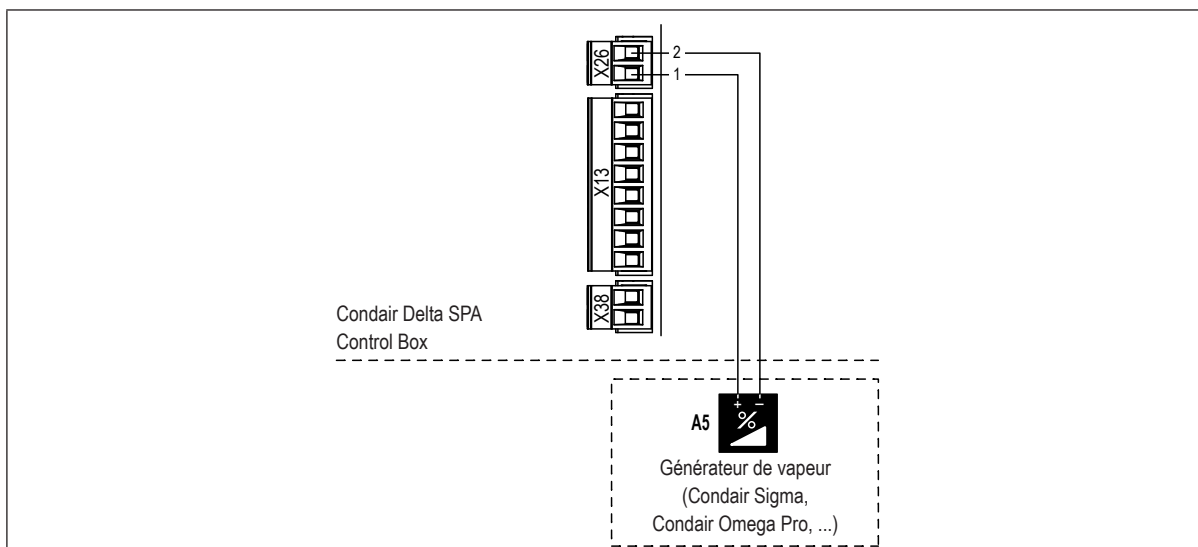 X26
2
1
X13
X38
Condair Delta SPA
Control Box
+ −
A5
%
Générateur de vapeur
(Condair Sigma,
Condair Omega Pro, ...)